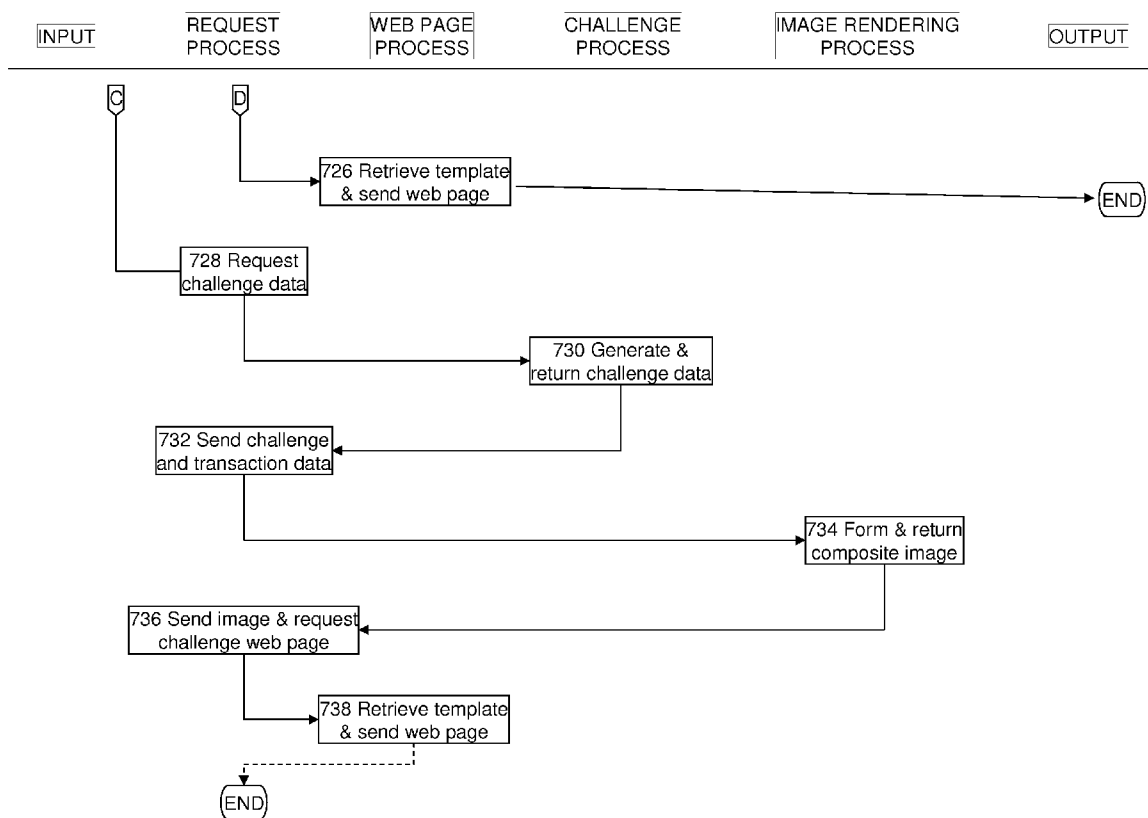 INPUT
REQUEST
PROCESS
WEB PAGE
PROCESS
CHALLENGE
PROCESS
IMAGE RENDERING
PROCESS
OUTPUT
C
D
726 Retrieve template
& send web page
END
728 Request
challenge data
730 Generate &
return challenge data
732 Send challenge
and transaction data
734 Form & return
composite image
736 Send image & request
challenge web page
738 Retrieve template
& send web page
END